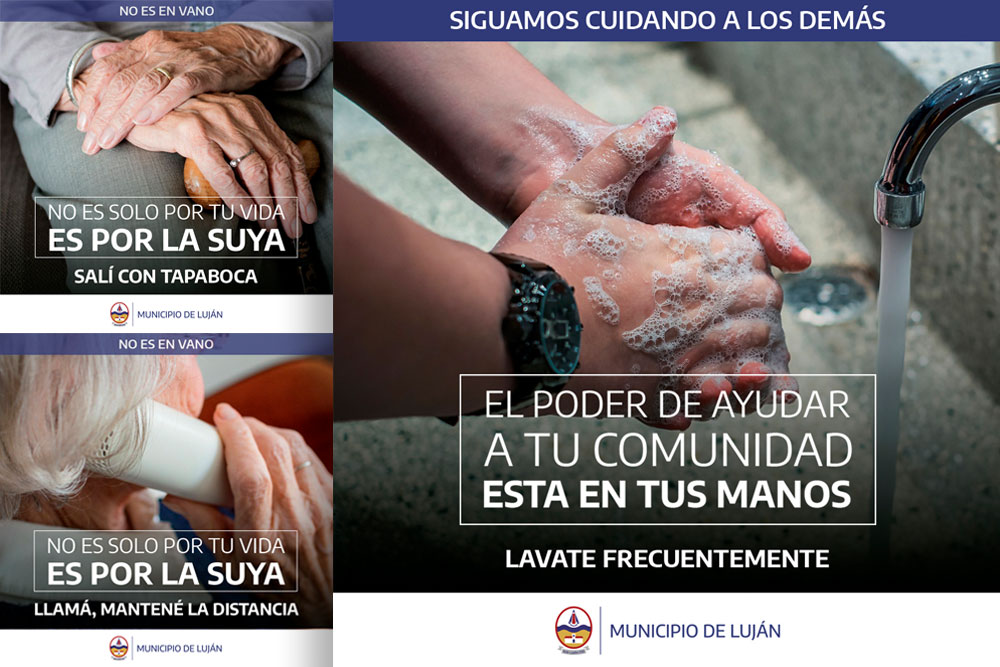 NO ES EN VANO
NO ES SOLO POR TU VIDA
ES POR LA SUYA
SALÍ CON TAPABOCA
MUNICIPIO DE LUJÁN
NO ES EN VANO
NO ES SOLO POR TU VIDA
ES POR LA SUYA
LLAMÁ, MANTENÉ LA DISTANCIA
MUNICIPIO DE LUJÁN
SIGUAMOS CUIDANDO A LOS DEMÁS
EL PODER DE AYUDAR
A TU COMUNIDAD
ESTA EN TUS MANOS
LAVATE FRECUENTEMENTE
MUNICIPIO DE LUJÁN